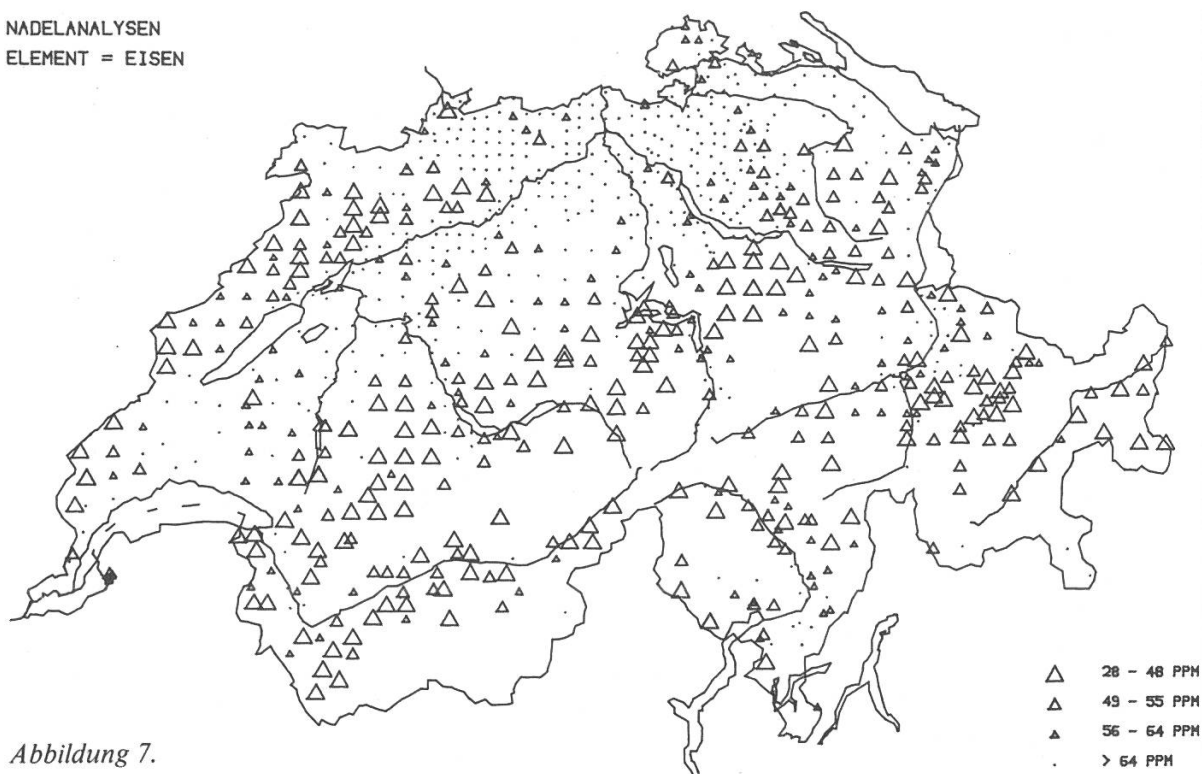 NADELANALYSEN
ELEMENT = EISEN
28 - 48 PPM
49 - 55 PPM
56 - 64 PPM
> 64 PPM
Abbildung 7.